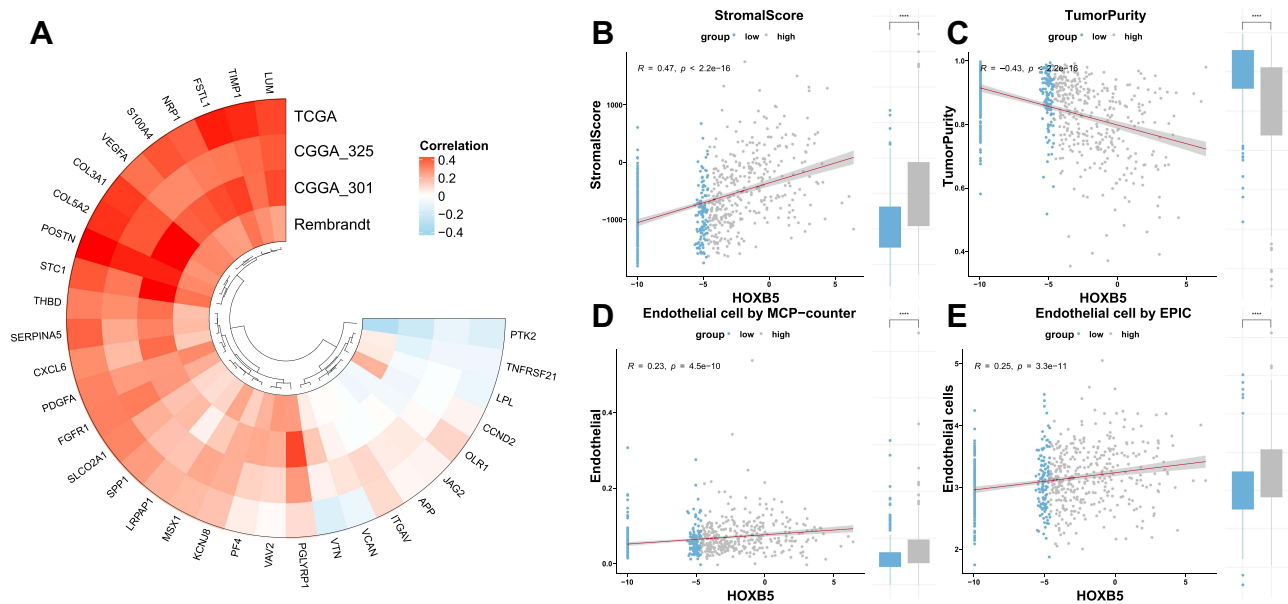 A
LUM
TIMP1
FSTL1
NRP1
S100A4
VEGFA
COL3A1
COL5A2
POSTN
STC1
THBD
SERPINA5
CXCL6
PDGFA
FGFR1
SLCO2A1
SPP1
LRPAP1
MSX1
KCNJ8
PF4
VAV2
PGLYRP1
VTN
VCAN
ITGAV
APP
JAG2
OLR1
CCND2
LPL
TNFRSF21
PTK2
TCGA
CGGA_325
CGGA_301
Rembrandt
Correlation
0.4
0.2
0
−0.2
−0.4
B
StromalScore
group low high
R = 0.47, p < 2.2e−16
****
StromalScore
1000
0
−1000
−10 −5 0 5
HOXB5
C
TumorPurity
group low high
R = −0.43, p < 2.2e−16
****
TumorPurity
1.0
0.8
0.6
0.4
−10 −5 0 5
HOXB5
D
Endothelial cell by MCP−counter
group low high
R = 0.23, p = 4.5e−10
****
Endothelial
0.4
0.2
0.0
−10 −5 0 5
HOXB5
E
Endothelial cell by EPIC
group low high
R = 0.25, p = 3.3e−11
****
Endothelial cells
5
4
3
2
−10 −5 0 5
HOXB5